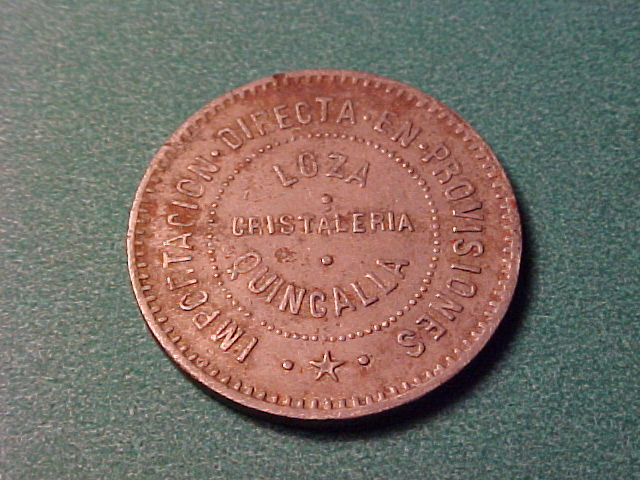 IMPORTACION·DIRECTA·EN·PROVISIONES
LOZA
CRISTALERIA
QUINCALLA